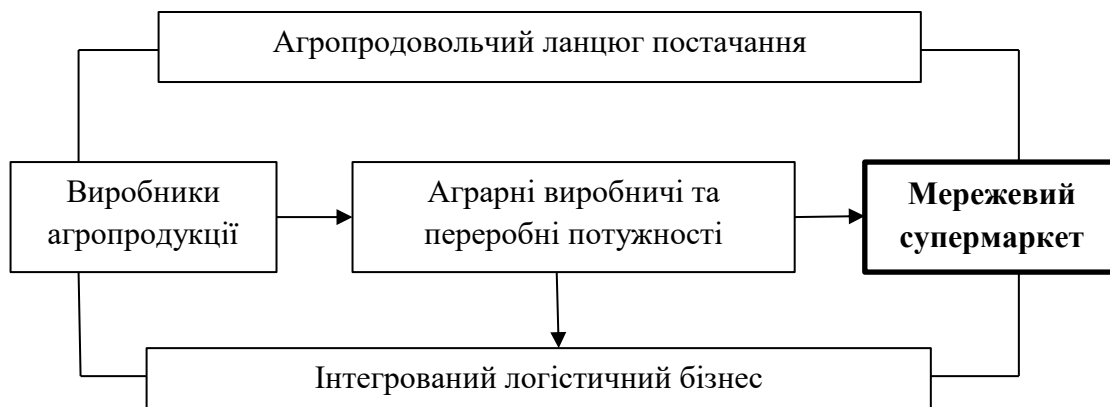 Агропродовольчий ланцюг постачання
Виробники
агропродукції
Аграрні виробничі та
переробні потужності
Мережевий
супермаркет
Інтегрований логістичний бізнес